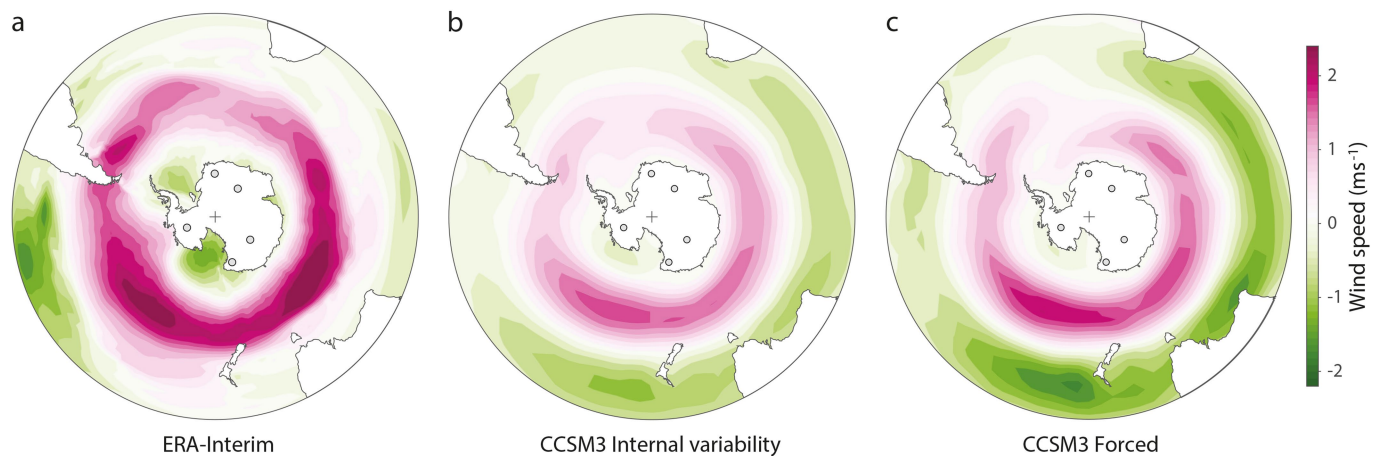 a
b
c
2
1
0
-1
-2
Wind speed (ms⁻¹)
ERA-Interim
CCSM3 Internal variability
CCSM3 Forced